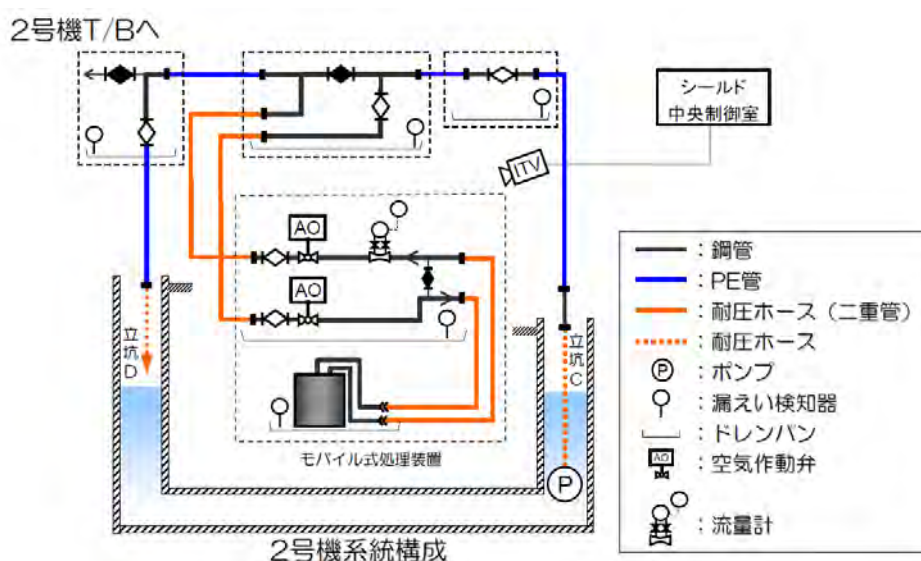 2号機T/Bへ
シールド
中央制御室
ITV
AO
AO
立坑D
立坑C
P
モバイル式処理装置
2号機系統構成
：鋼管
：PE管
：耐圧ホース（二重管）
：耐圧ホース
P：ポンプ
：漏えい検知器
：ドレンパン
AO：空気作動弁
：流量計